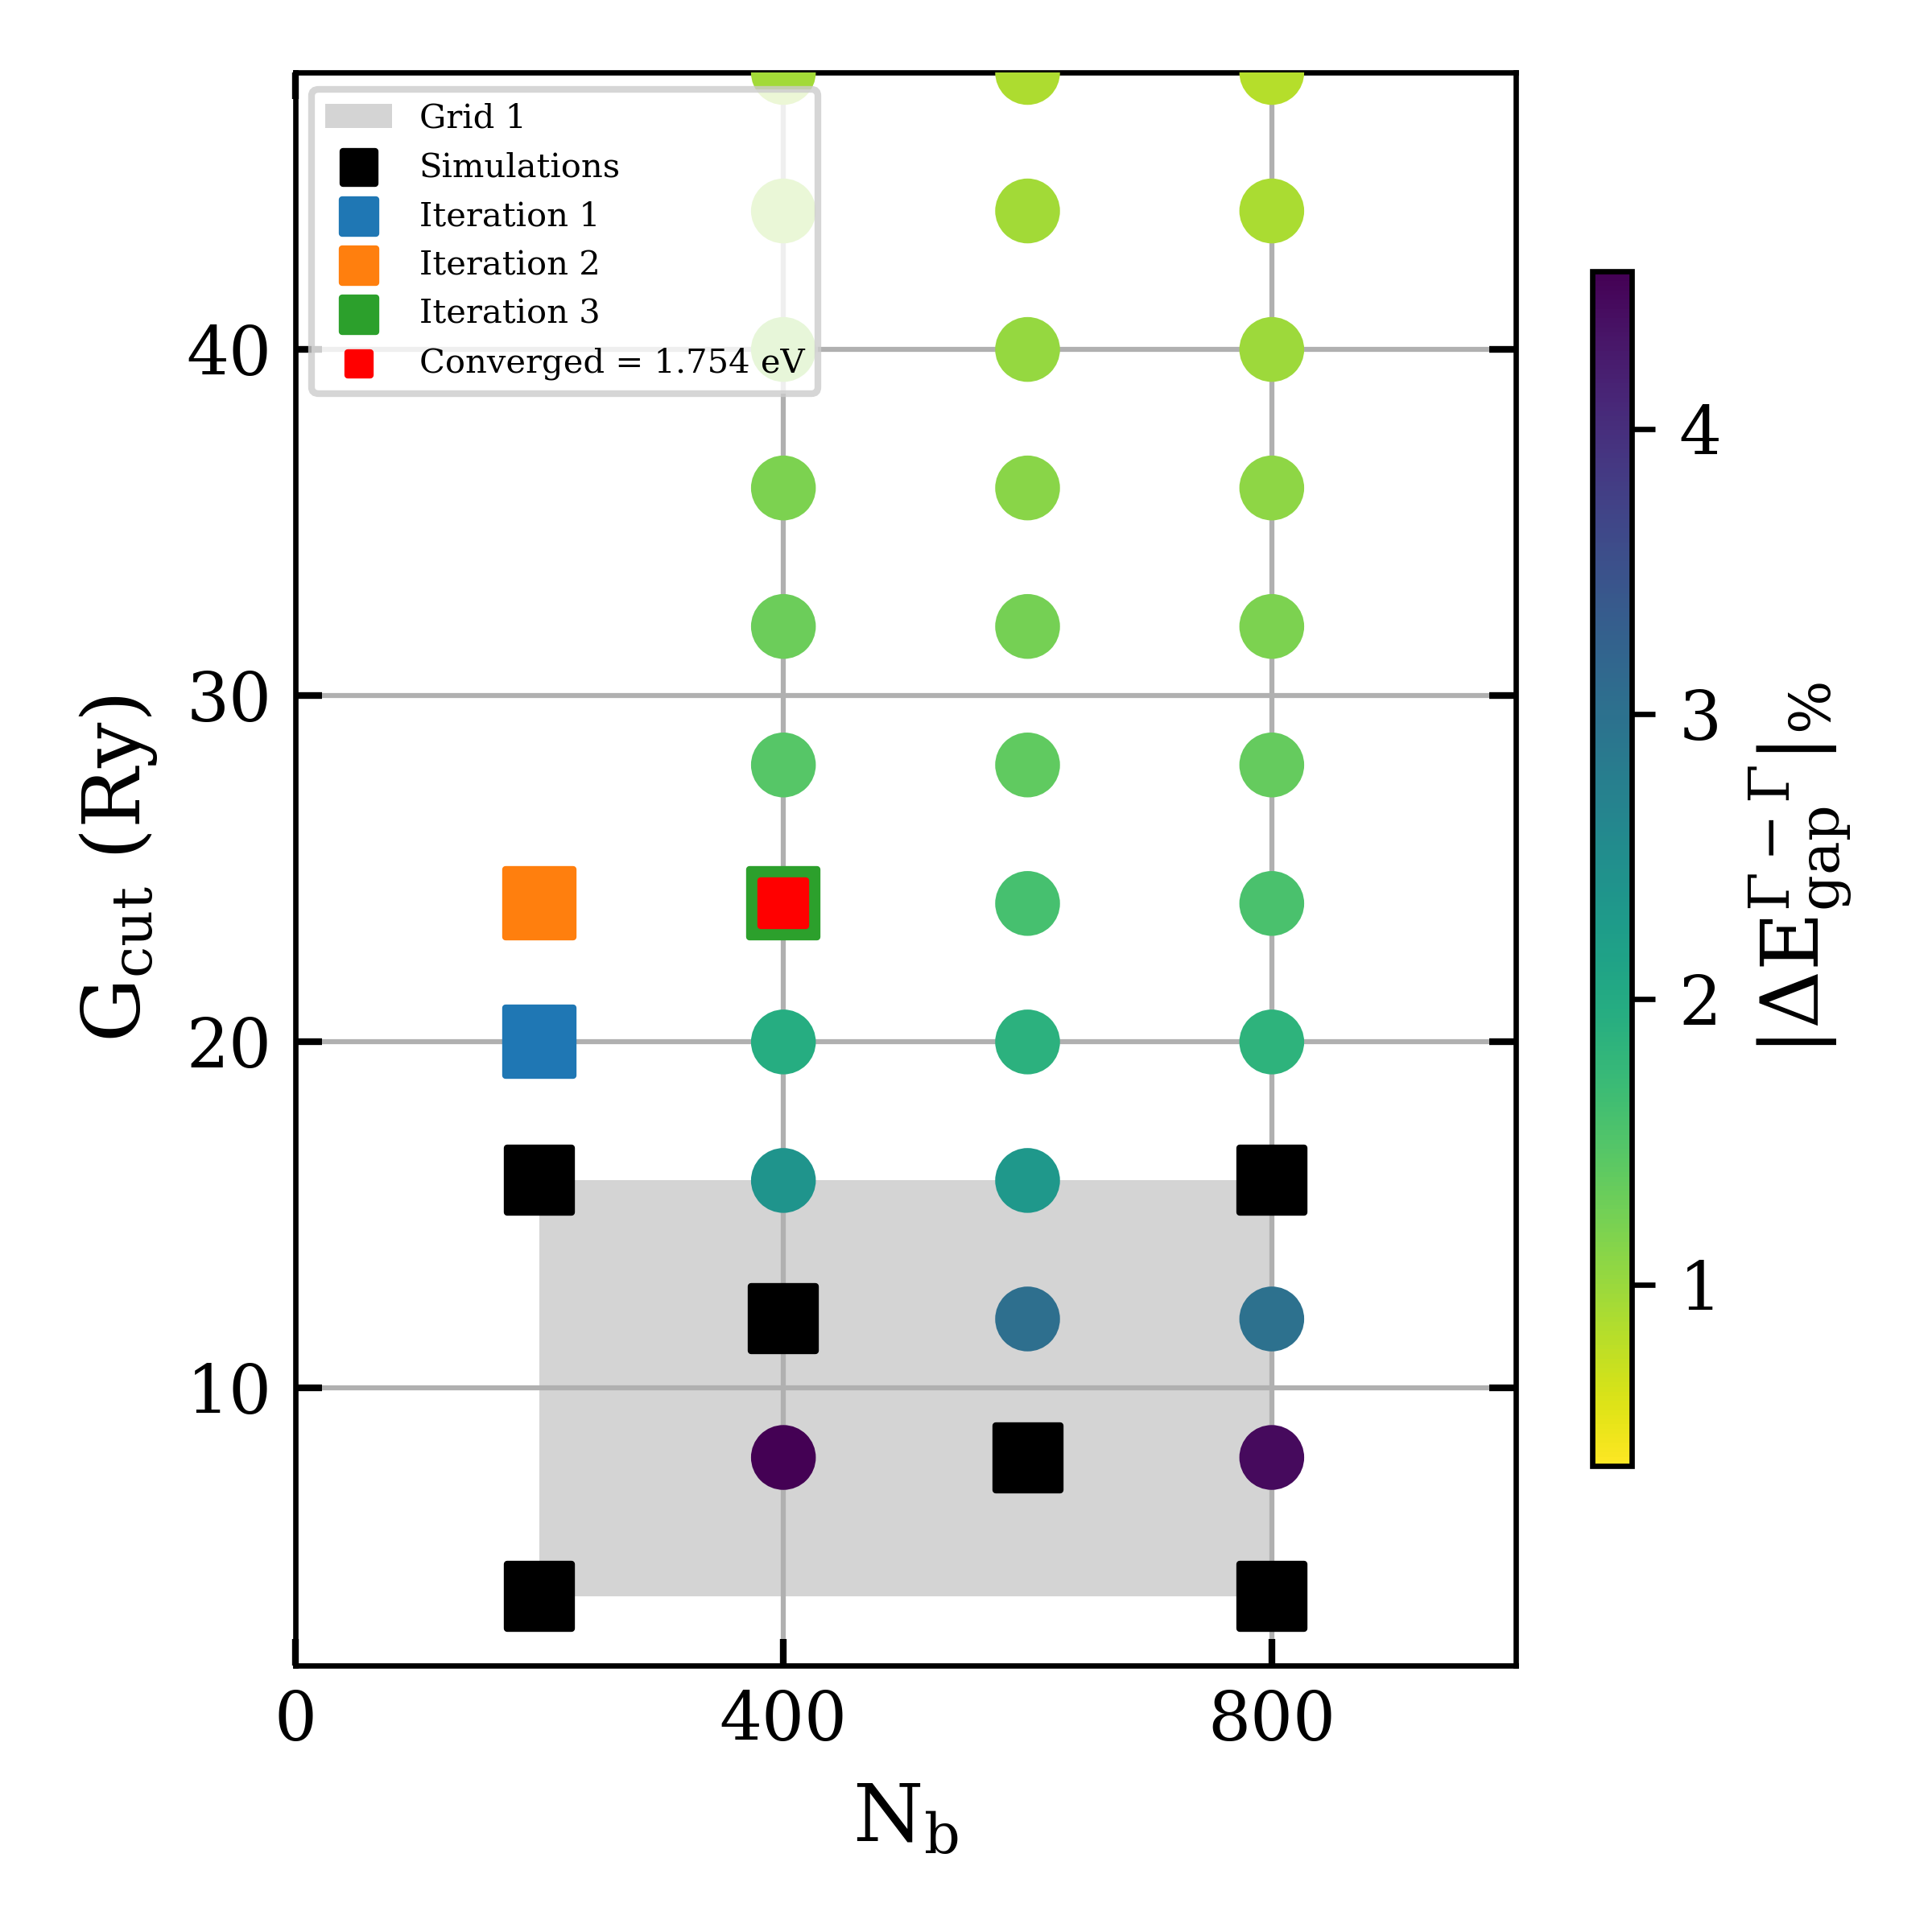 Grid 1
Simulations
Iteration 1
Iteration 2
Iteration 3
Converged = 1.754 eV
40
30
20
10
G_cut (Ry)
0 400 800
N_b
4
3
2
1
|ΔE_gap^Γ−Γ|%